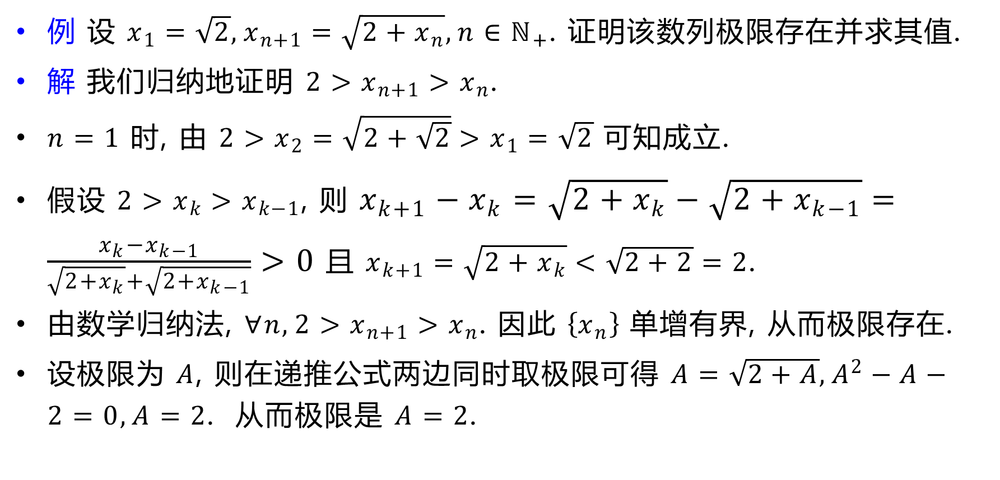 • 例 设 $x_1 = \sqrt{2}, x_{n+1} = \sqrt{2 + x_n}, n \in \mathbb{N}_+$. 证明该数列极限存在并求其值.
• 解 我们归纳地证明 $2 > x_{n+1} > x_n$.
• $n = 1$ 时, 由 $2 > x_2 = \sqrt{2 + \sqrt{2}} > x_1 = \sqrt{2}$ 可知成立.
• 假设 $2 > x_k > x_{k-1}$, 则 $x_{k+1} - x_k = \sqrt{2 + x_k} - \sqrt{2 + x_{k-1}} =$
$\frac{x_k - x_{k-1}}{\sqrt{2+x_k}+\sqrt{2+x_{k-1}}} > 0$ 且 $x_{k+1} = \sqrt{2 + x_k} < \sqrt{2 + 2} = 2.$
• 由数学归纳法, $\forall n, 2 > x_{n+1} > x_n$. 因此 $\{x_n\}$ 单增有界, 从而极限存在.
• 设极限为 $A$, 则在递推公式两边同时取极限可得 $A = \sqrt{2 + A}, A^2 - A -$
$2 = 0, A = 2.$ 从而极限是 $A = 2.$